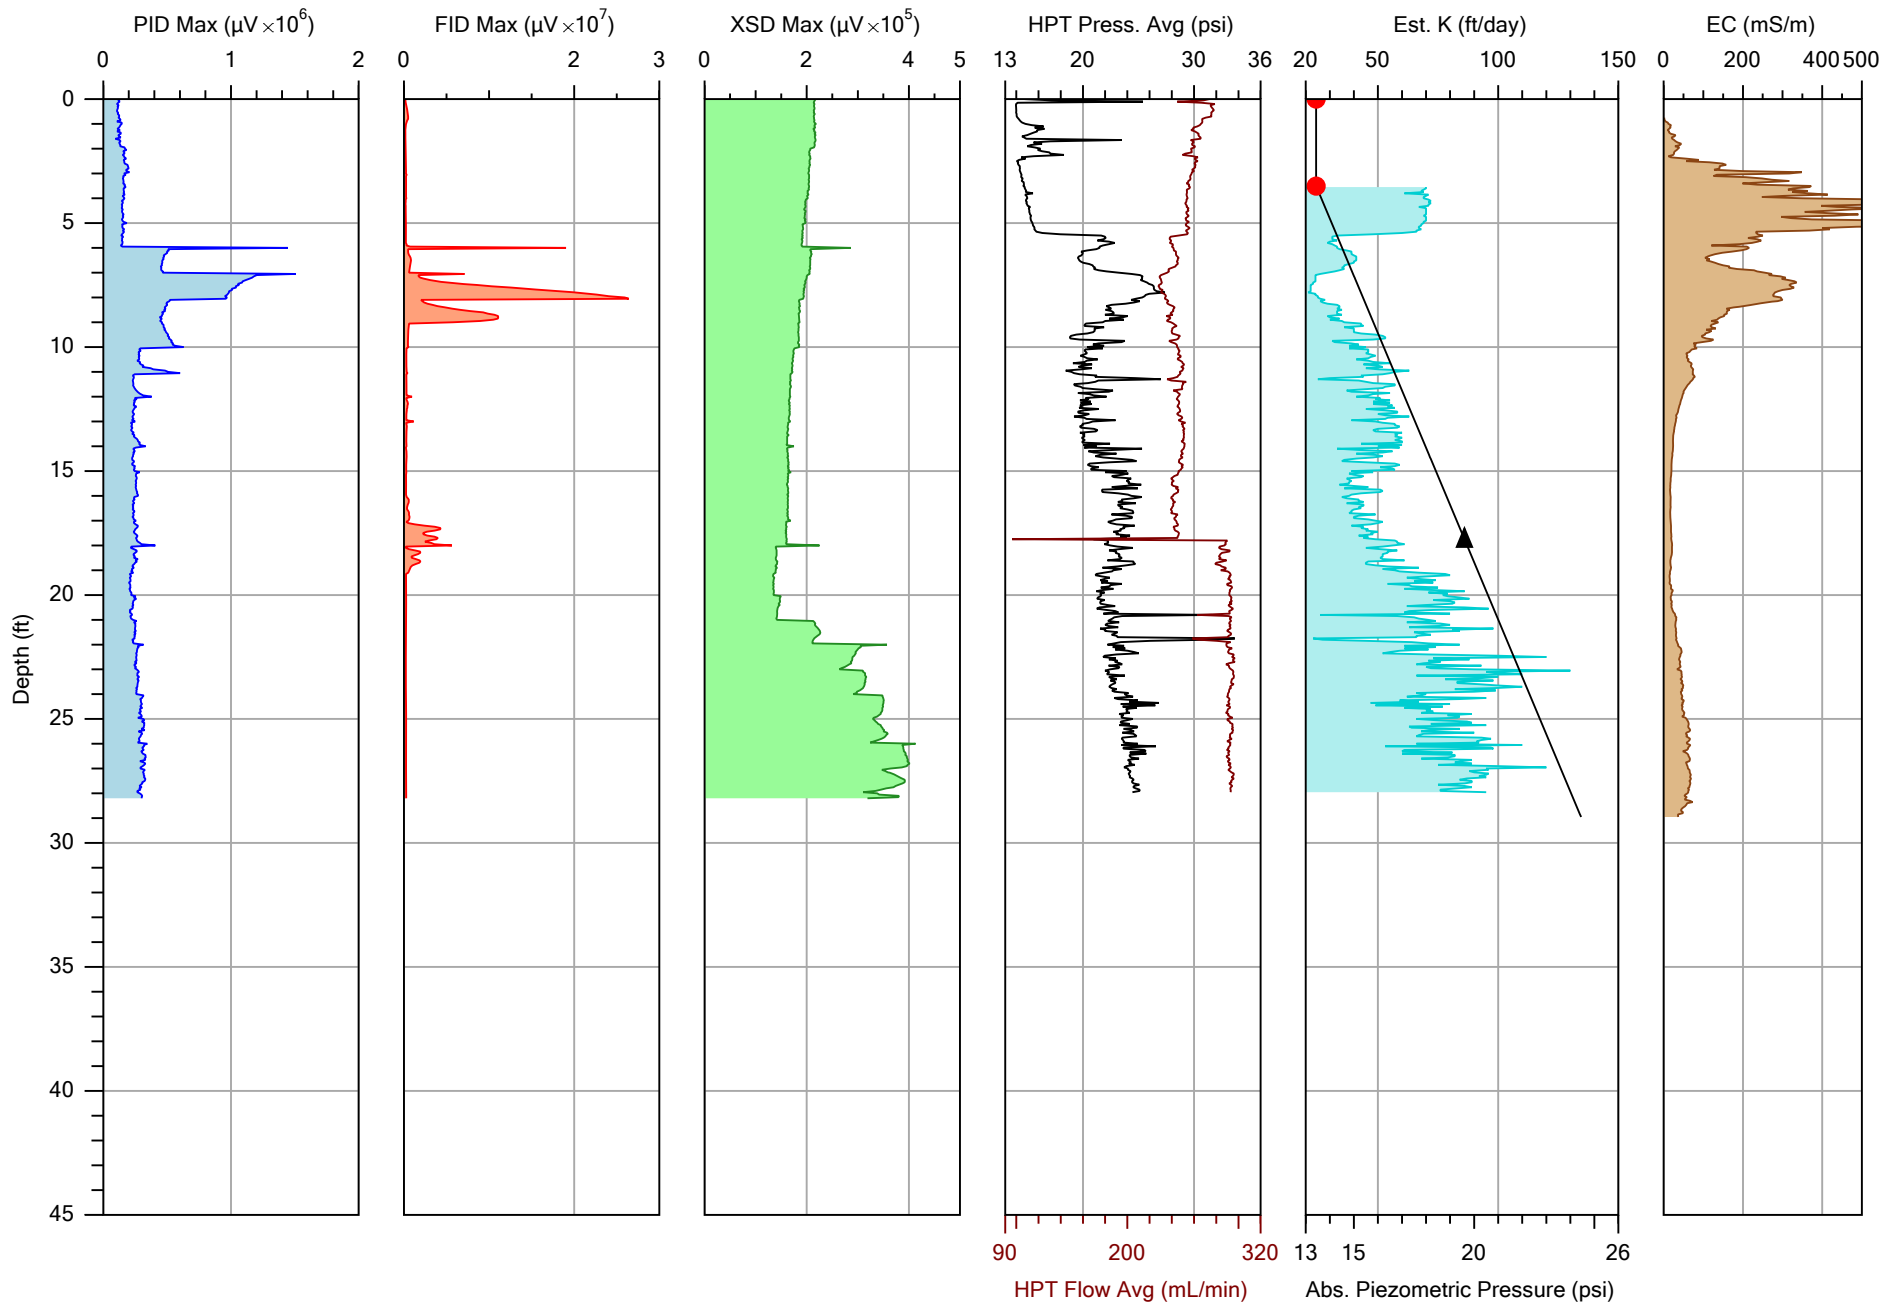 PID Max (µV ×10⁶) FID Max (µV ×10⁷) XSD Max (µV ×10⁵) HPT Press. Avg (psi) Est. K (ft/day) EC (mS/m)
0 1 2 0 1 2 3 0 2 4 5 13 20 30 36 20 50 100 150 0 200 400 500
0
5
10
15
20
25
30
35
40
45
Depth (ft)
90 200 320 13 15 20 26
HPT Flow Avg (mL/min) Abs. Piezometric Pressure (psi)